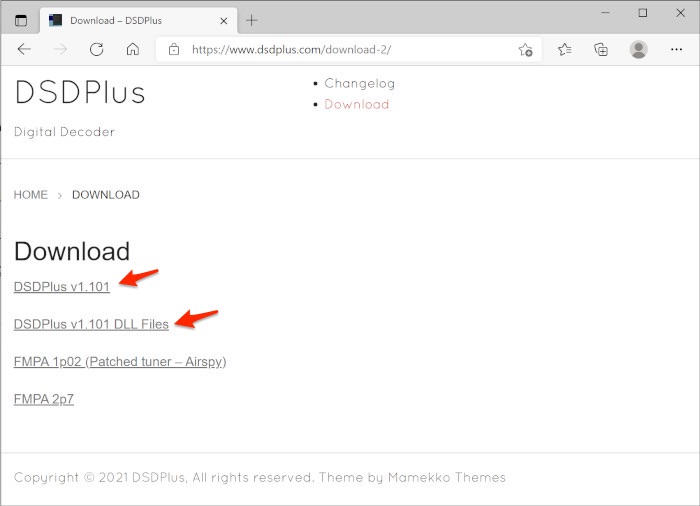 Download – DSDPlus
https://www.dsdplus.com/download-2/
DSDPlus
Digital Decoder
Changelog
Download
HOME > DOWNLOAD
Download
DSDPlus v1.101
DSDPlus v1.101 DLL Files
FMPA 1p02 (Patched tuner – Airspy)
FMPA 2p7
Copyright © 2021 DSDPlus, All rights reserved. Theme by Mamekko Themes